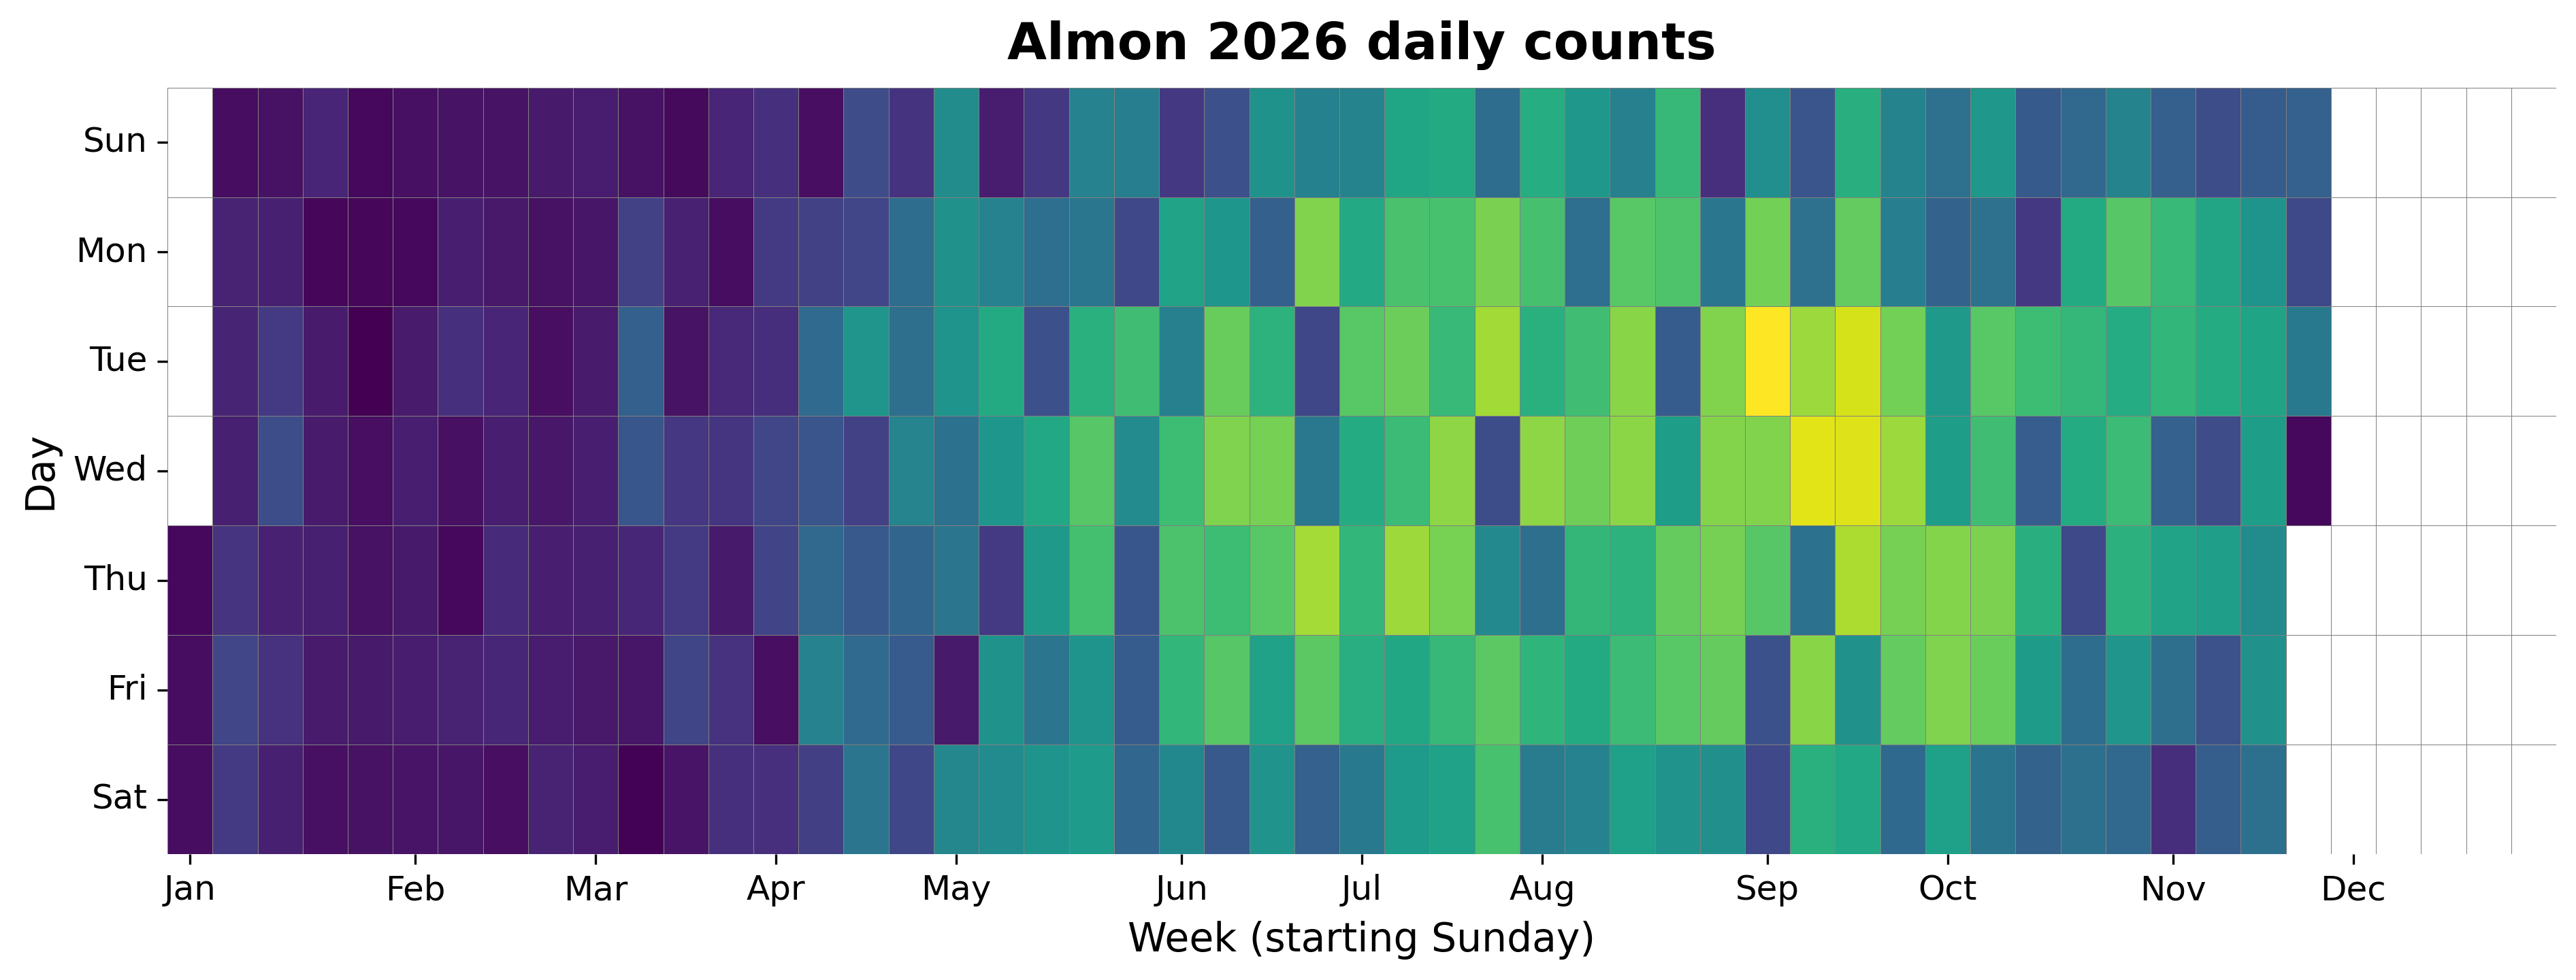 Almon 2026 daily counts
Day
Sun
Mon
Tue
Wed
Thu
Fri
Sat
Jan Feb Mar Apr May Jun Jul Aug Sep Oct Nov Dec
Week (starting Sunday)